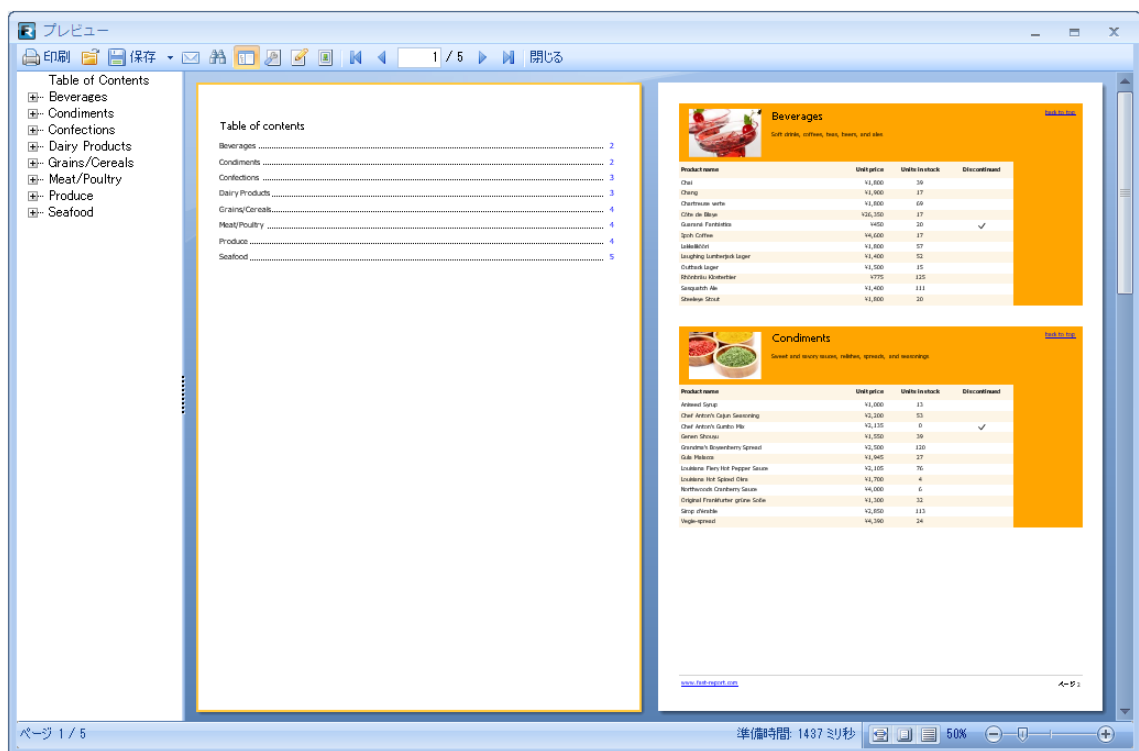 プレビュー
印刷 保存 1 / 5 閉じる
Table of Contents
Beverages
Condiments
Confections
Dairy Products
Grains/Cereals
Meat/Poultry
Produce
Seafood
Table of contents
Beverages 2
Condiments 2
Confections 3
Dairy Products 3
Grains/Cereals 4
Meat/Poultry 4
Produce 4
Seafood 5
Beverages back to top
Soft drinks, coffees, teas, beers, and ales
Product name Unit price Units in stock Discontinued
Chai ¥1,800 39
Chang ¥1,900 17
Chartreuse verte ¥1,800 69
Côte de Blaye ¥26,350 17
Guaraná Fantástica ¥450 20 ✓
Ipoh Coffee ¥4,600 17
Lakkalikööri ¥1,800 57
Laughing Lumberjack Lager ¥1,400 52
Outback Lager ¥1,500 15
Rhönbräu Klosterbier ¥775 125
Sasquatch Ale ¥1,400 111
Steeleye Stout ¥1,800 20
Condiments back to top
Sweet and savory sauces, relishes, spreads, and seasonings
Product name Unit price Units in stock Discontinued
Aniseed Syrup ¥1,000 13
Chef Anton's Cajun Seasoning ¥2,200 53
Chef Anton's Gumbo Mix ¥2,135 0 ✓
Genen Shouyu ¥1,550 39
Grandma's Boysenberry Spread ¥2,500 120
Gula Malacca ¥1,945 27
Louisiana Fiery Hot Pepper Sauce ¥2,105 76
Louisiana Hot Spiced Okra ¥1,700 4
Northwoods Cranberry Sauce ¥4,000 6
Original Frankfurter grüne Soße ¥1,300 32
Sirop d'érable ¥2,850 113
Vegie-spread ¥4,390 24
www.fast-report.com ページ 2
ページ 1 / 5 準備時間: 1437 ミリ秒 50%